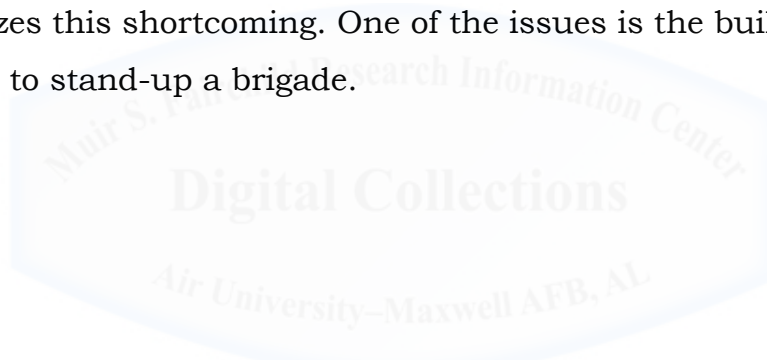 zes this shortcoming. One of the issues is the buil
to stand-up a brigade.
Muir S. Fairchild Research Information Center
Digital Collections
Air University–Maxwell AFB, AL